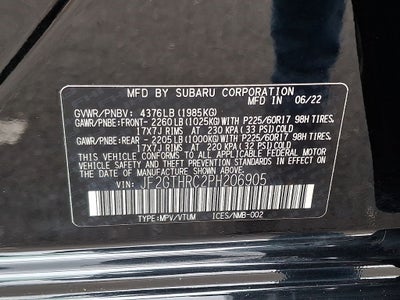 MFD BY SUBARU CORPORATION
MFD IN 06/22
GVWR/PNBV: 4376LB (1985KG)
GAWR/PNBE:FRONT- 2260LB(1025KG)WITH P225/60R17 98H TIRES
17x7J RIMS AT 230 KPA(33 PSI)COLD
GAWR/PNBE:REAR - 2205LB(1000KG)WITH P225/60R17 98H TIRES
17x7J RIMS AT 220 KPA(32 PSI)COLD
THIS VEHICLE CONFORMS TO ALL APPLICABLE FEDERAL MOTOR VEHICLE
SAFETY AND THEFT PREVENTION STANDARDS IN EFFECT ON THE DATE OF
MANUFACTURE SHOWN ABOVE.
VIN: JF2GTHRC2PH206905
TYPE:MPV/VTUM ICES/NMB-002